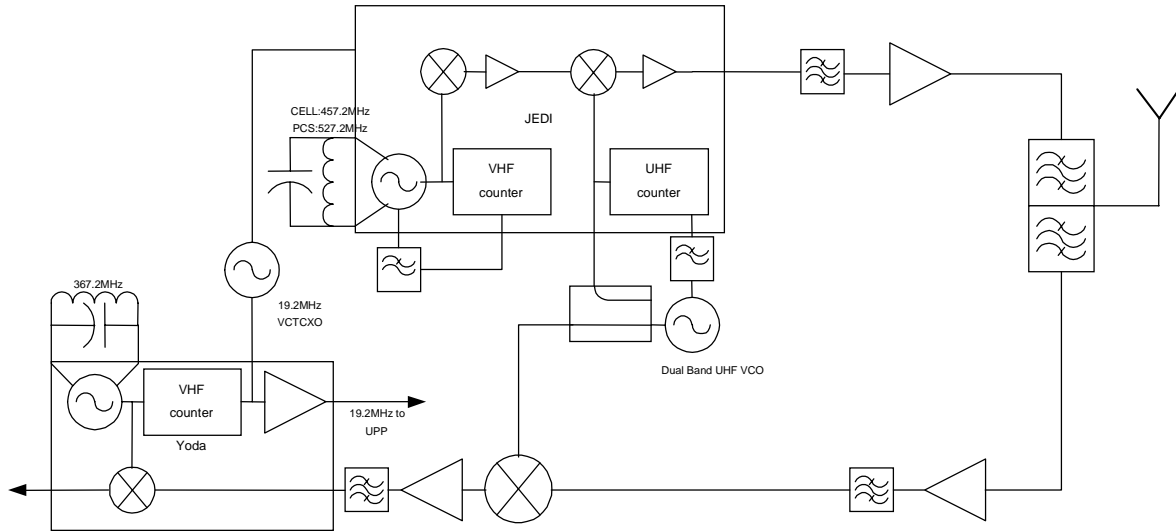 CELL:457.2MHz
PCS:527.2MHz
JEDI
VHF
counter
UHF
counter
367.2MHz
19.2MHz
VCTCXO
Dual Band UHF VCO
VHF
counter
Yoda
19.2MHz to
UPP